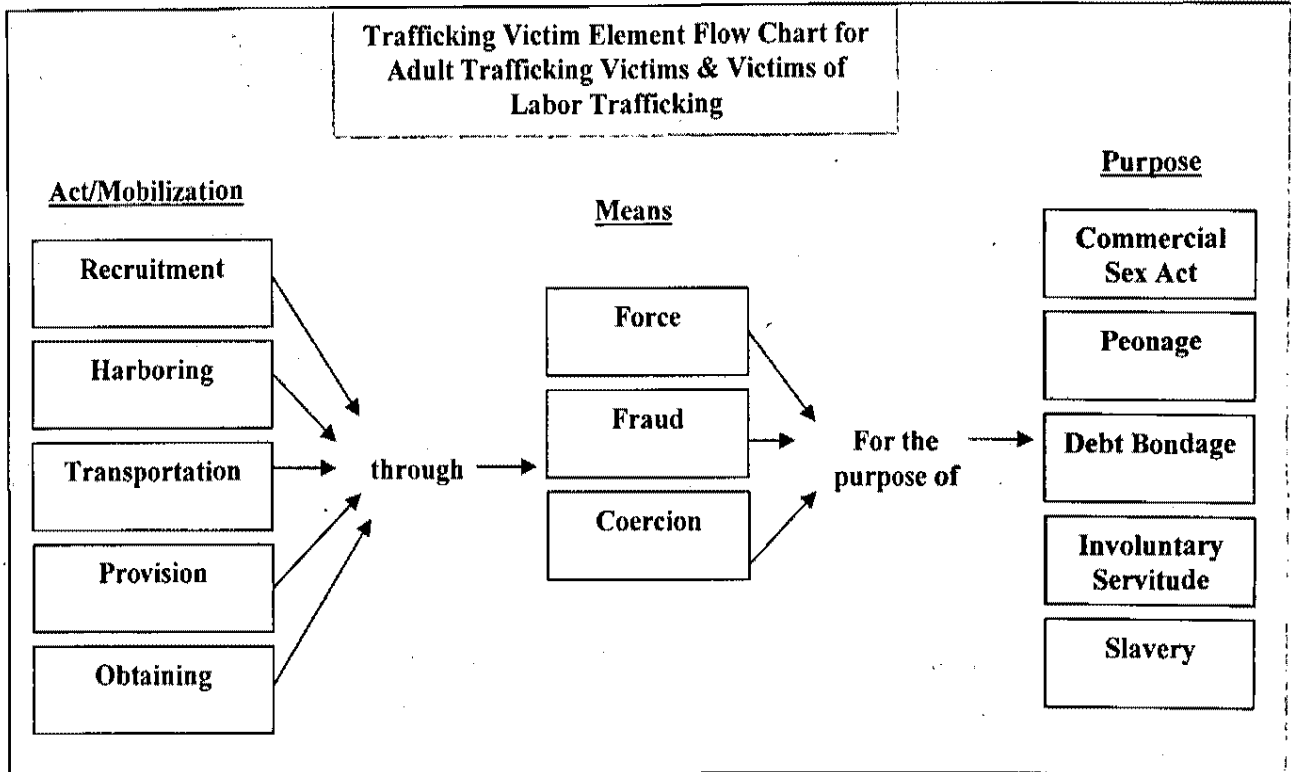 Trafficking Victim Element Flow Chart for
Adult Trafficking Victims & Victims of
Labor Trafficking
Act/Mobilization
Recruitment
Harboring
Transportation
Provision
Obtaining
through
Means
Force
Fraud
Coercion
For the
purpose of
Purpose
Commercial
Sex Act
Peonage
Debt Bondage
Involuntary
Servitude
Slavery